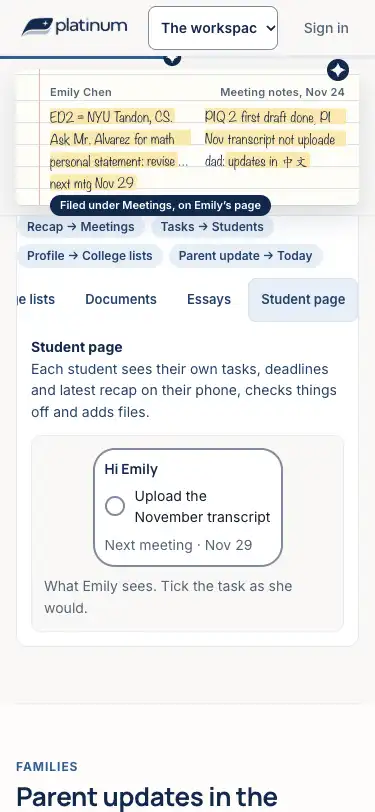 platinum
The workspac
Sign in
Emily Chen
Meeting notes, Nov 24
ED2 = NYU Tandon, CS.
Ask Mr. Alvarez for math
personal statement: revise ...
next mtg Nov 29
PIQ 2 first draft done, PI
Nov transcript not uploade
dad: updates in 中文
Filed under Meetings, on Emily's page
Recap → Meetings
Tasks → Students
Profile → College lists
Parent update → Today
ge lists
Documents
Essays
Student page
Student page
Each student sees their own tasks, deadlines
and latest recap on their phone, checks things
off and adds files.
Hi Emily
Upload the
November transcript
Next meeting · Nov 29
What Emily sees. Tick the task as she
would.
FAMILIES
Parent updates in the